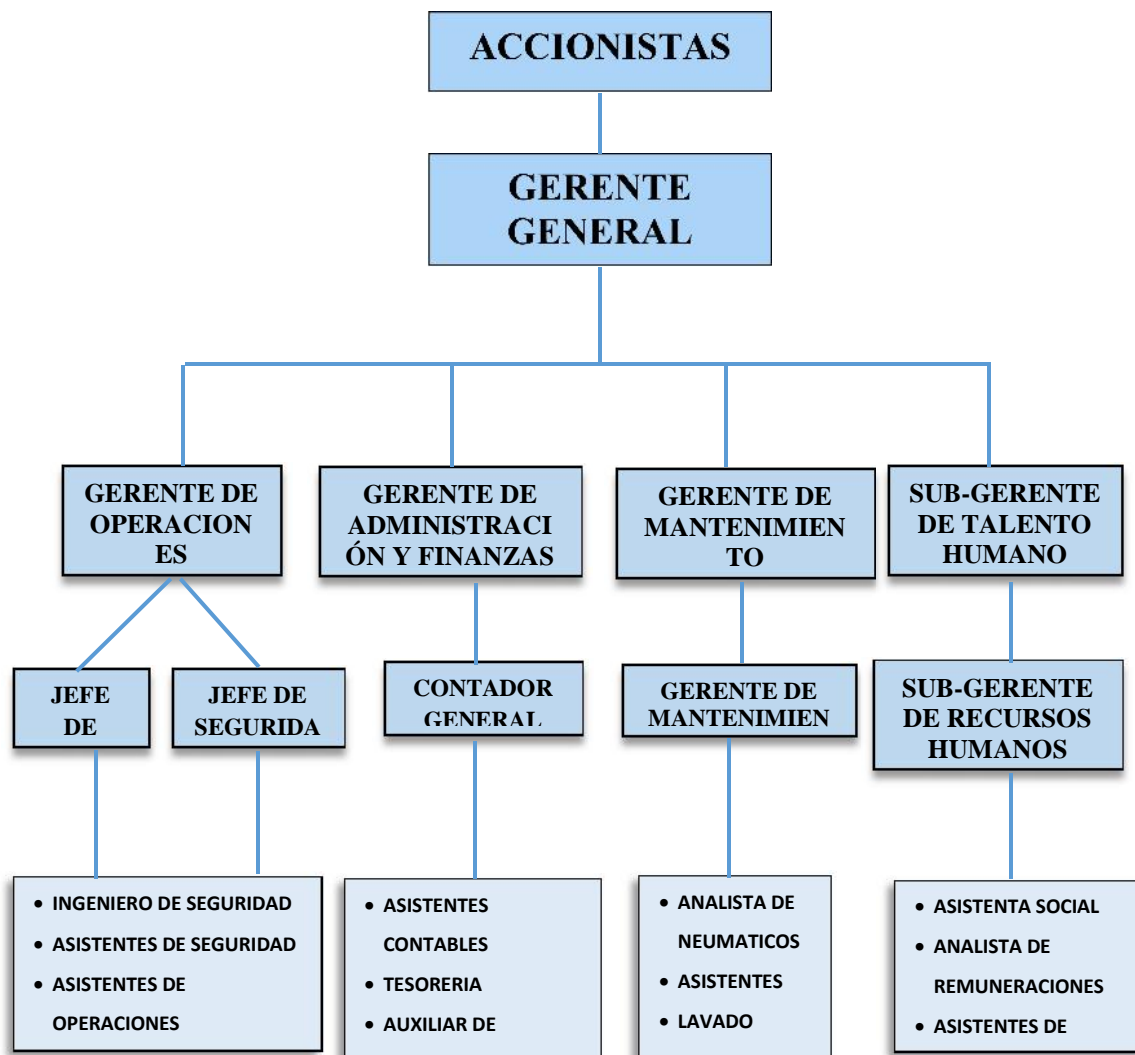 ACCIONISTAS
GERENTE
GENERAL
GERENTE DE
OPERACION
ES
GERENTE DE
ADMINISTRACI
ÓN Y FINANZAS
GERENTE DE
MANTENIMIEN
TO
SUB-GERENTE
DE TALENTO
HUMANO
JEFE
DE
JEFE DE
SEGURIDA
CONTADOR
GENERAL
GERENTE DE
MANTENIMIEN
SUB-GERENTE
DE RECURSOS
HUMANOS
• INGENIERO DE SEGURIDAD
• ASISTENTES DE SEGURIDAD
• ASISTENTES DE
OPERACIONES
• ASISTENTES
CONTABLES
• TESORERIA
• AUXILIAR DE
• ANALISTA DE
NEUMATICOS
• ASISTENTES
• LAVADO
• ASISTENTA SOCIAL
• ANALISTA DE
REMUNERACIONES
• ASISTENTES DE